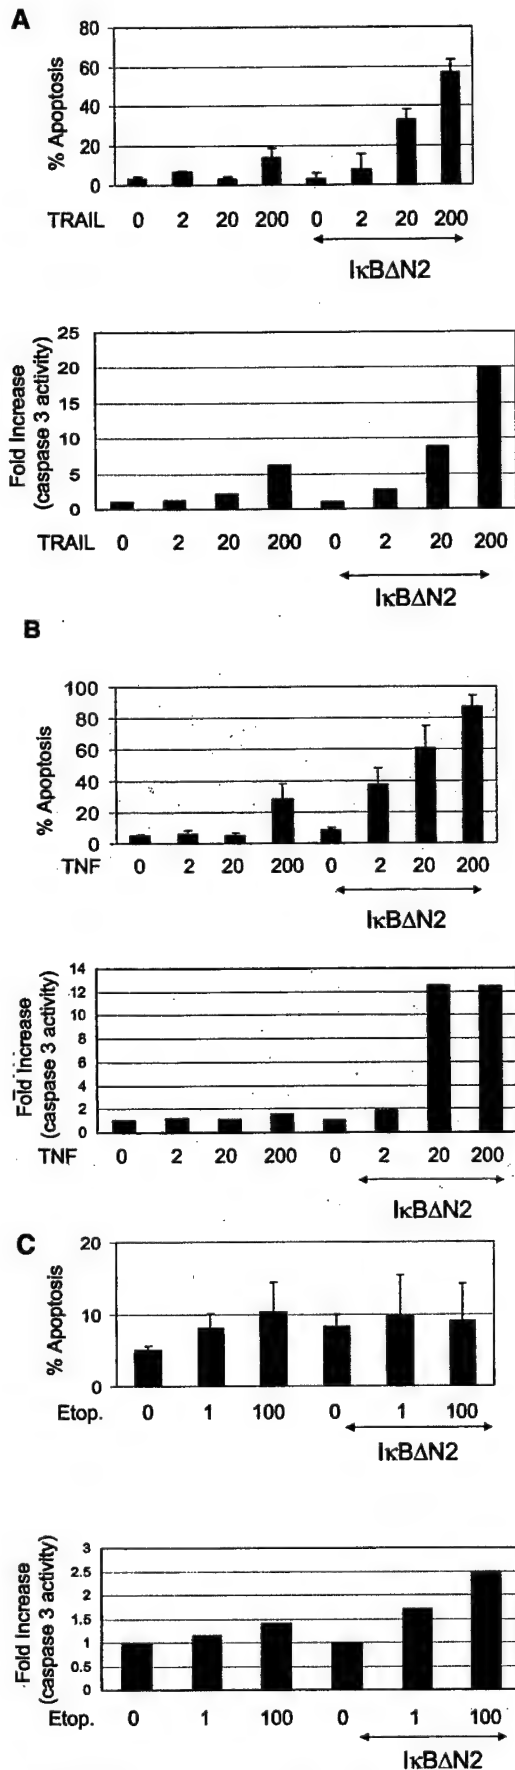 A
% Apoptosis
80
60
40
20
0
TRAIL 0 2 20 200 0 2 20 200
IκBΔN2
Fold Increase
(caspase 3 activity)
25
20
15
10
5
0
TRAIL 0 2 20 200 0 2 20 200
IκBΔN2
B
% Apoptosis
100
80
60
40
20
0
TNF 0 2 20 200 0 2 20 200
IκBΔN2
Fold Increase
(caspase 3 activity)
14
12
10
8
6
4
2
0
TNF 0 2 20 200 0 2 20 200
IκBΔN2
C
% Apoptosis
20
10
0
Etop. 0 1 100 0 1 100
IκBΔN2
Fold Increase
(caspase 3 activity)
3
2.5
2
1.5
1
0.5
0
Etop. 0 1 100 0 1 100
IκBΔN2